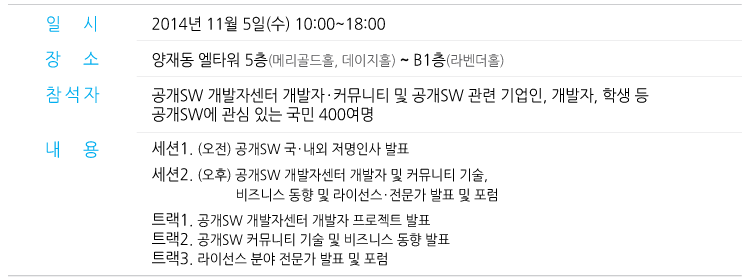 일 시 2014년 11월 5일(수) 10:00~18:00
장 소 양재동 엘타워 5층(메리골드홀, 데이지홀) ~ B1층(라벤더홀)
참석자 공개SW 개발자센터 개발자·커뮤니티 및 공개SW 관련 기업인, 개발자, 학생 등
공개SW에 관심 있는 국민 400여명
내 용 세션1. (오전) 공개SW 국·내외 저명인사 발표
세션2. (오후) 공개SW 개발자센터 개발자 및 커뮤니티 기술,
비즈니스 동향 및 라이선스·전문가 발표 및 포럼
트랙1. 공개SW 개발자센터 개발자 프로젝트 발표
트랙2. 공개SW 커뮤니티 기술 및 비즈니스 동향 발표
트랙3. 라이선스 분야 전문가 발표 및 포럼